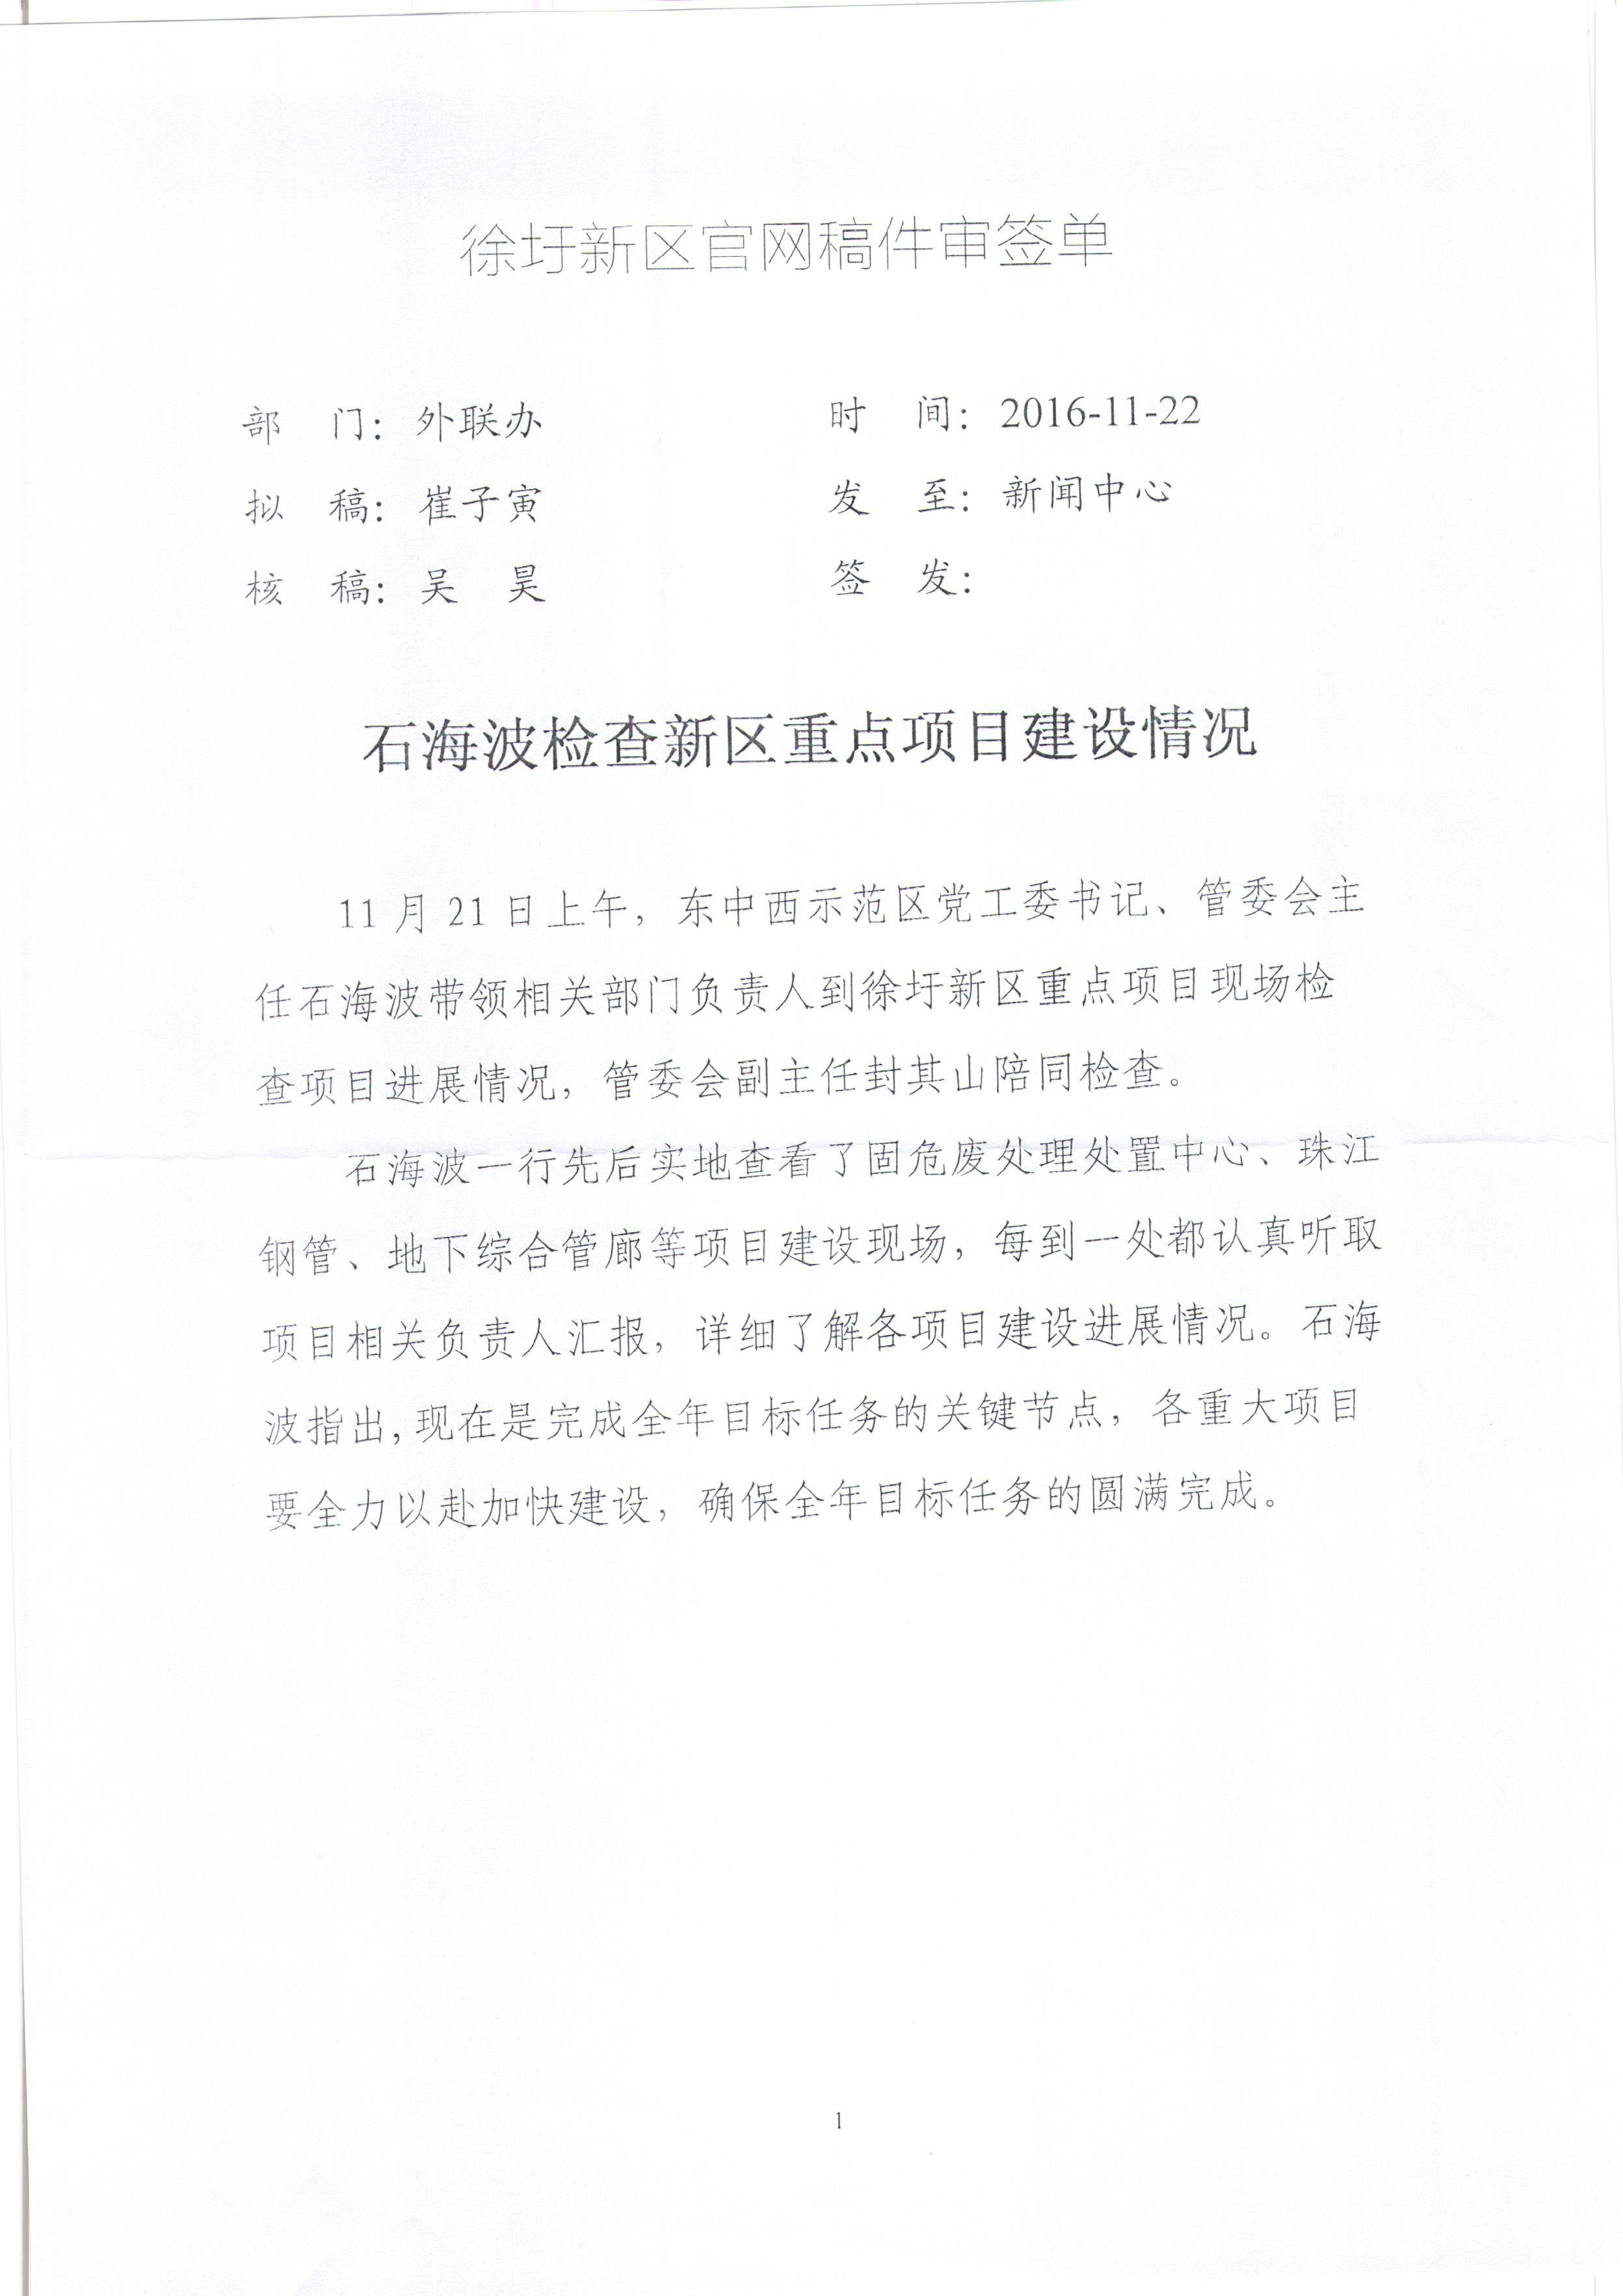 徐圩新区官网稿件审签单
部 门：外联办 时 间：2016-11-22
拟 稿：崔子寅 发 至：新闻中心
核 稿：吴 昊 签 发：
石海波检查新区重点项目建设情况
11月21日上午，东中西示范区党工委书记、管委会主
任石海波带领相关部门负责人到徐圩新区重点项目现场检
查项目进展情况，管委会副主任封其山陪同检查。
石海波一行先后实地查看了固危废处理处置中心、珠江
钢管、地下综合管廊等项目建设现场，每到一处都认真听取
项目相关负责人汇报，详细了解各项目建设进展情况。石海
波指出,现在是完成全年目标任务的关键节点，各重大项目
要全力以赴加快建设，确保全年目标任务的圆满完成。
1